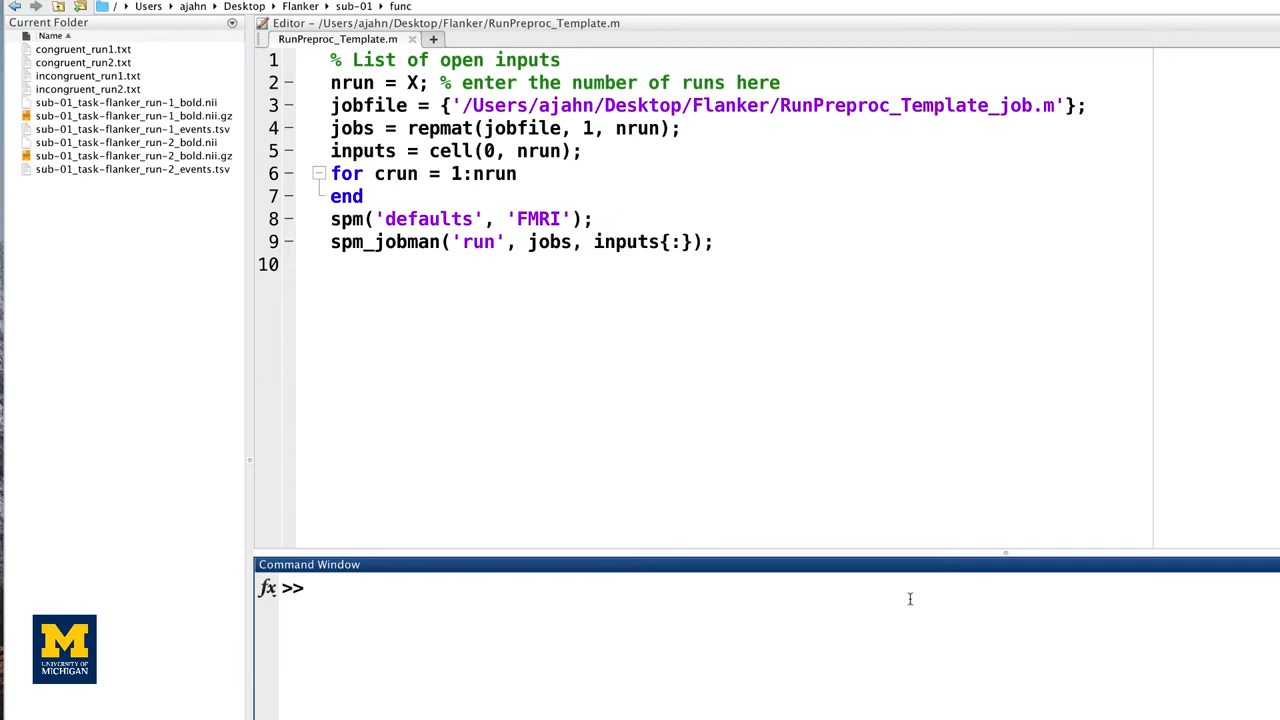 / › Users › ajahn › Desktop › Flanker › sub-01 › func
Current Folder
Name
congruent_run1.txt
congruent_run2.txt
incongruent_run1.txt
incongruent_run2.txt
sub-01_task-flanker_run-1_bold.nii
sub-01_task-flanker_run-1_bold.nii.gz
sub-01_task-flanker_run-1_events.tsv
sub-01_task-flanker_run-2_bold.nii
sub-01_task-flanker_run-2_bold.nii.gz
sub-01_task-flanker_run-2_events.tsv
Editor - /Users/ajahn/Desktop/Flanker/RunPreproc_Template.m
RunPreproc_Template.m × +
1 % List of open inputs
2 nrun = X; % enter the number of runs here
3 jobfile = {'/Users/ajahn/Desktop/Flanker/RunPreproc_Template_job.m'};
4 jobs = repmat(jobfile, 1, nrun);
5 inputs = cell(0, nrun);
6 for crun = 1:nrun
7 end
8 spm('defaults', 'FMRI');
9 spm_jobman('run', jobs, inputs{:});
10
Command Window
fx >>
M
UNIVERSITY OF
MICHIGAN